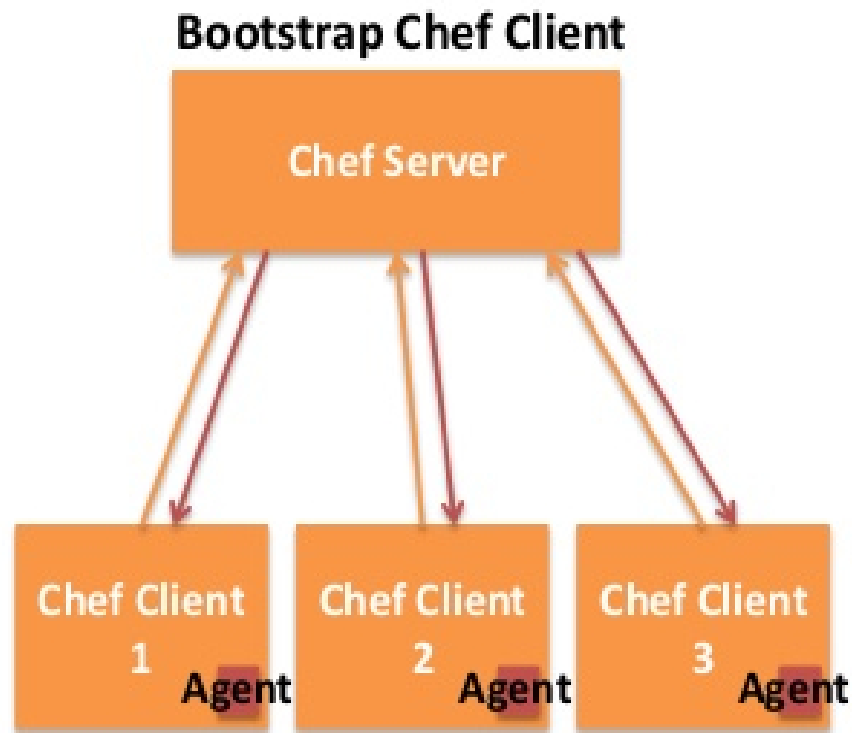 Bootstrap Chef Client
Chef Server
Chef Client
1
Agent
Chef Client
2
Agent
Chef Client
3
Agent